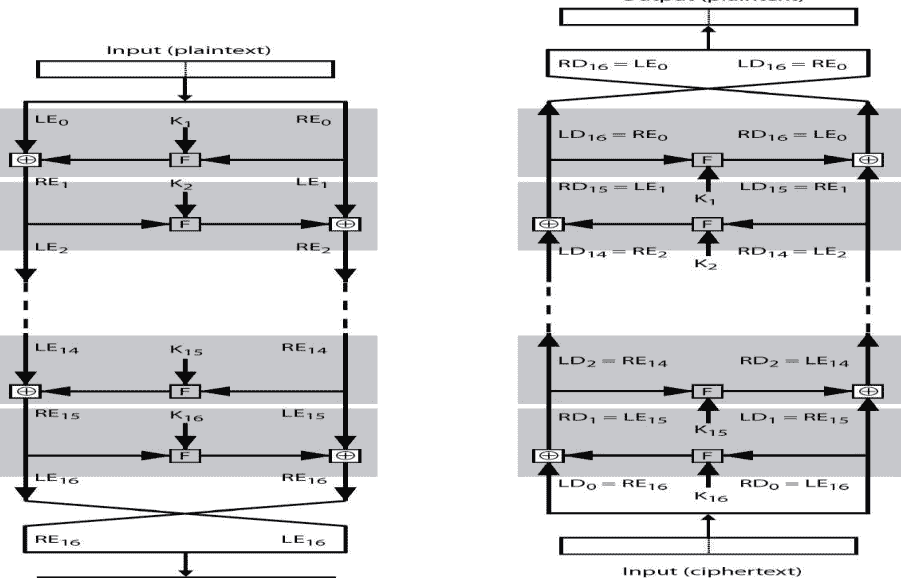 Input (plaintext)
LE0 K1 RE0
F
RE1 K2 LE1
F
LE2 RE2
LE14 K15 RE14
F
RE15 K16 LE15
F
LE16 RE16
RE16 LE16
Output (plaintext)
RD16 = LE0 LD16 = RE0
LD16 = RE0 RD16 = LE0
F
RD15 = LE1 K1 LD15 = RE1
F
LD14 = RE2 K2 RD14 = LE2
LD2 = RE14 RD2 = LE14
F
RD1 = LE15 K15 LD1 = RE15
F
LD0 = RE16 K16 RD0 = LE16
Input (ciphertext)